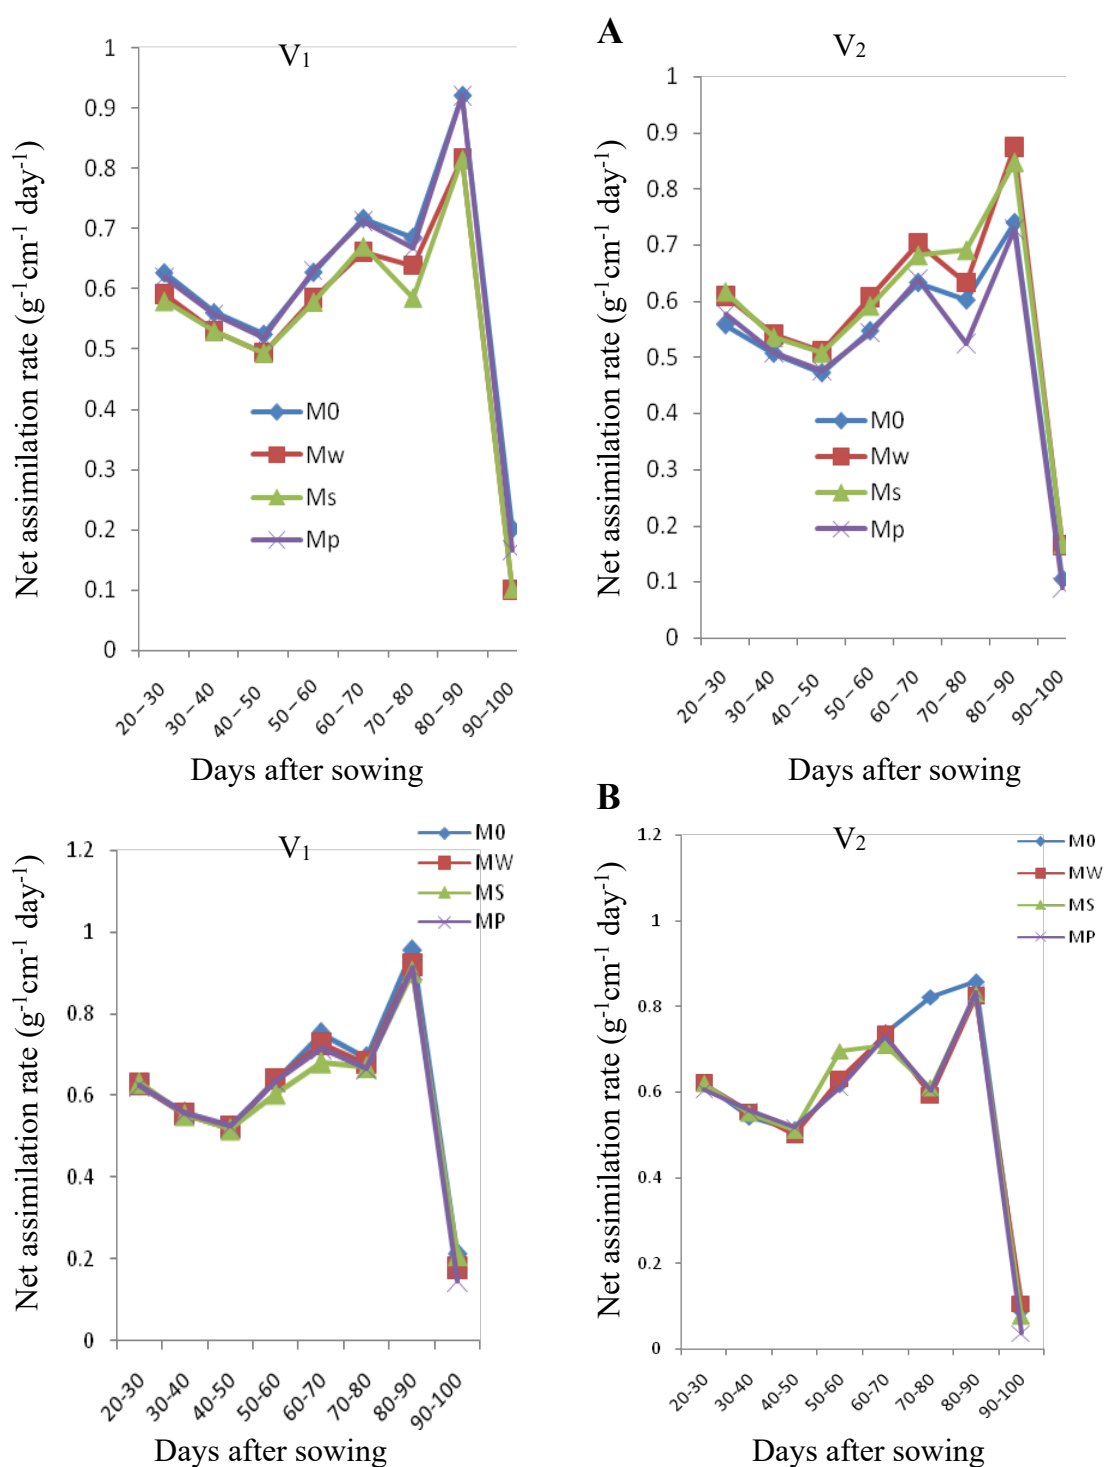 A
V1
Net assimilation rate (g-1cm-1 day-1)
1
0.9
0.8
0.7
0.6
0.5
0.4
0.3
0.2
0.1
0
M0
Mw
Ms
Mp
20-30
30-40
40-50
50-60
60-70
70-80
80-90
90-100
Days after sowing
V2
Net assimilation rate (g-1cm-1 day-1)
1
0.9
0.8
0.7
0.6
0.5
0.4
0.3
0.2
0.1
0
M0
Mw
Ms
Mp
20-30
30-40
40-50
50-60
60-70
70-80
80-90
90-100
Days after sowing
B
V1
Net assimilation rate (g-1cm-1 day-1)
1.2
1
0.8
0.6
0.4
0.2
0
M0
MW
MS
MP
20-30
30-40
40-50
50-60
60-70
70-80
80-90
90-100
Days after sowing
V2
Net assimilation rate (g-1cm-1 day-1)
1.2
1
0.8
0.6
0.4
0.2
0
M0
MW
MS
MP
20-30
30-40
40-50
50-60
60-70
70-80
80-90
90-100
Days after sowing